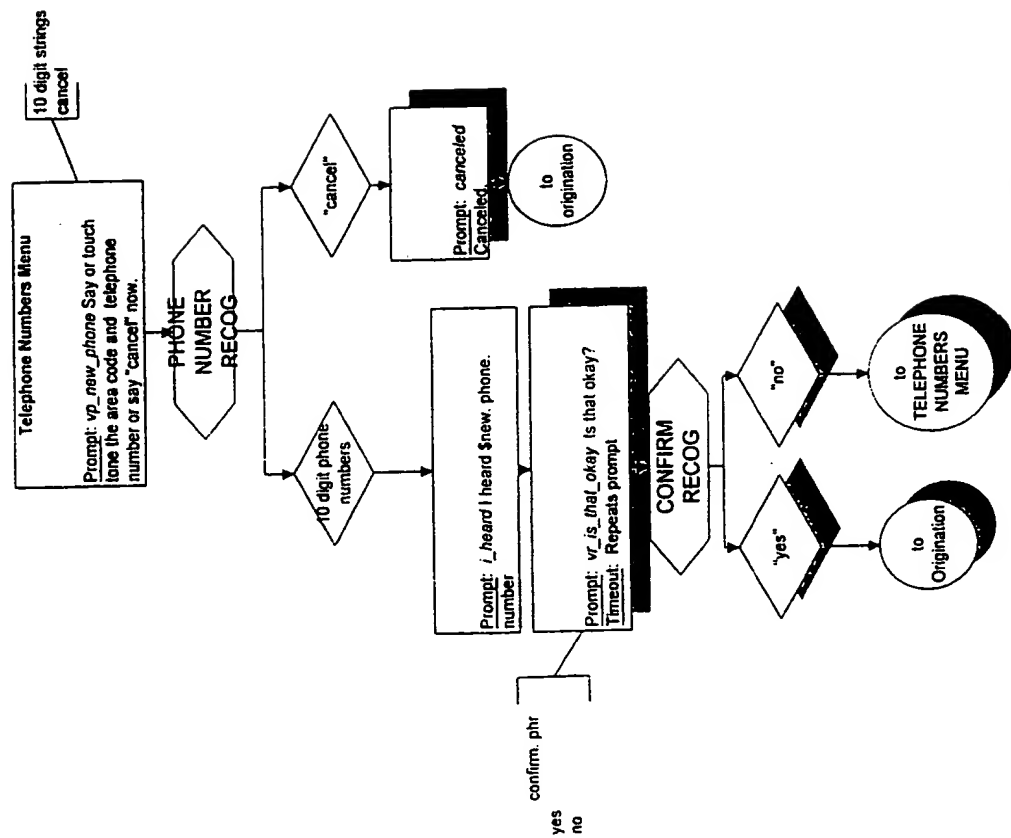 10 digit strings
cancel
Telephone Numbers Menu
Prompt: vp_new_phone Say or touch
tone the area code and telephone
number or say "cancel" now.
PHONE
NUMBER
RECOG
"cancel"
10 digit phone
numbers
Prompt: canceled
Canceled.
to
origination
Prompt: i_heard I heard $new. phone.
number
Prompt: vr_is_that_okay Is that okay?
Timeout: Repeats prompt
confirm. phr
yes
no
CONFIRM
RECOG
"yes"
"no"
to
Origination
to
TELEPHONE
NUMBERS
MENU